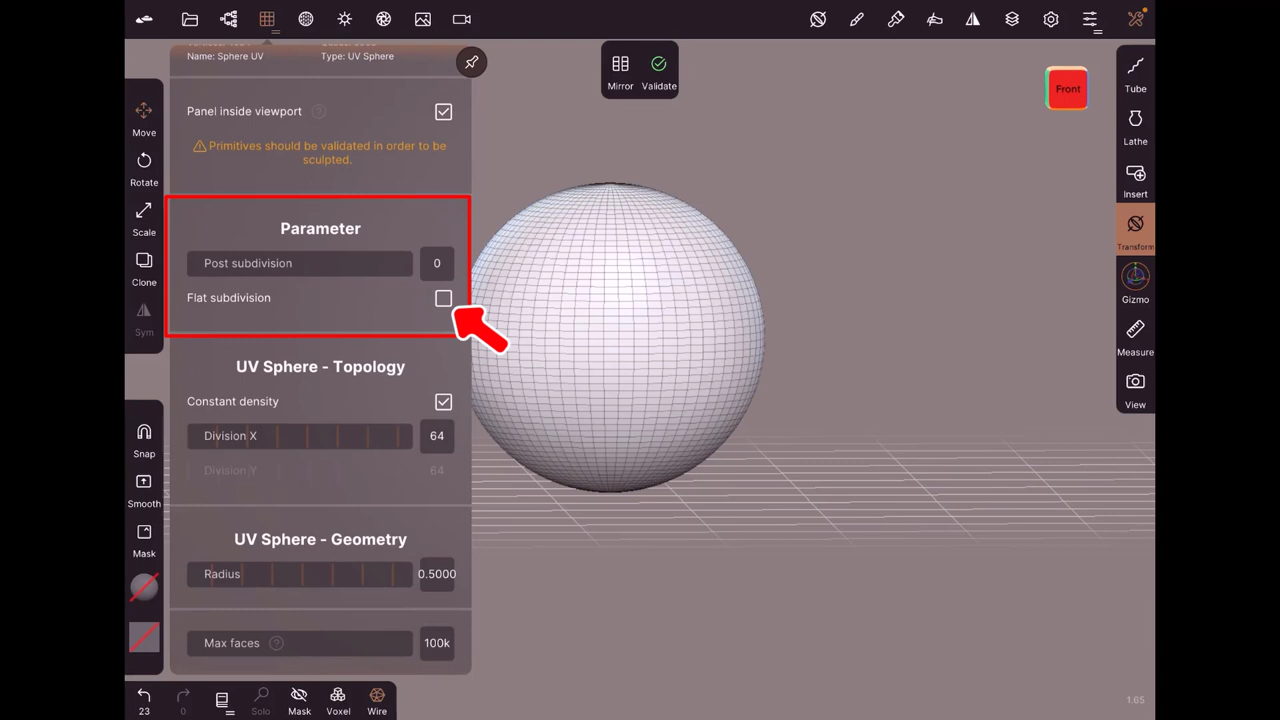 Name: Sphere UV
Type: UV Sphere
Panel inside viewport ?
Primitives should be validated in order to be
sculpted.
Parameter
Post subdivision 0
Flat subdivision
UV Sphere - Topology
Constant density
Division X 64
Division Y 64
UV Sphere - Geometry
Radius 0.5000
Max faces ? 100k
Mirror
Validate
Front
Move
Rotate
Scale
Clone
Sym
Snap
Smooth
Mask
Tube
Lathe
Insert
Transform
Gizmo
Measure
View
23
0
Solo
Mask
Voxel
Wire
1.65